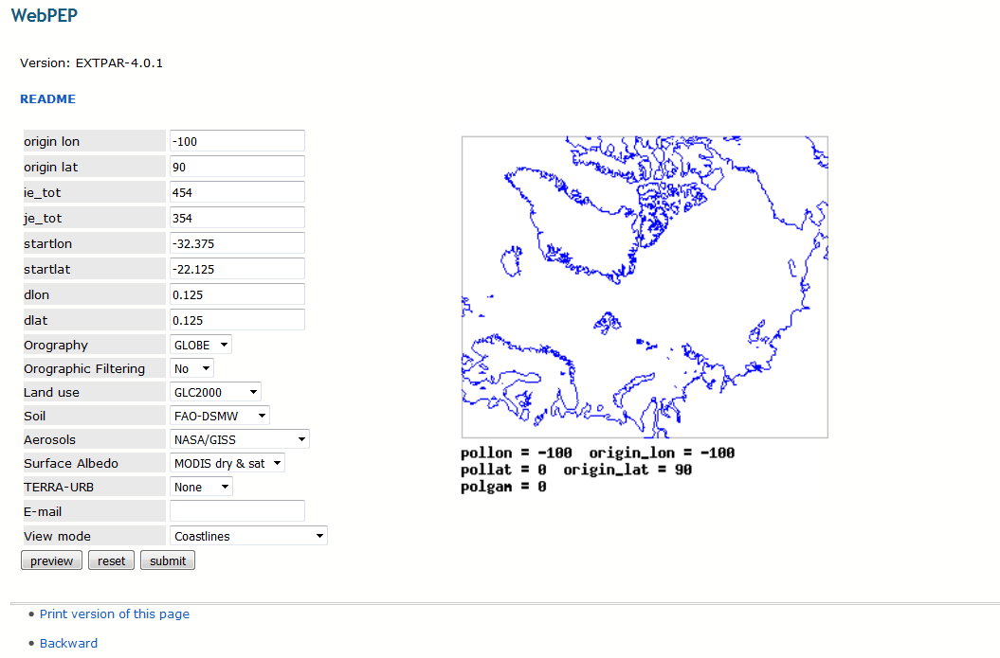 WebPEP
Version: EXTPAR-4.0.1
README
origin lon -100
origin lat 90
ie_tot 454
je_tot 354
startlon -32.375
startlat -22.125
dlon 0.125
dlat 0.125
Orography GLOBE
Orographic Filtering No
Land use GLC2000
Soil FAO-DSMW
Aerosols NASA/GISS
Surface Albedo MODIS dry & sat
TERRA-URB None
E-mail
View mode Coastlines
preview reset submit
pollon = -100 origin_lon = -100
pollat = 0 origin_lat = 90
polgam = 0
Print version of this page
Backward